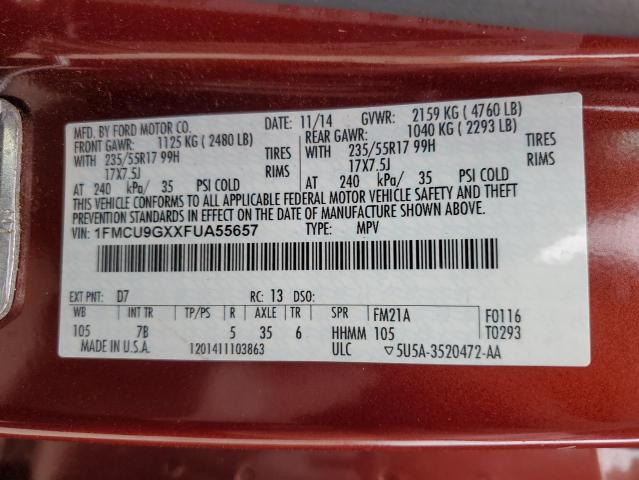 MFD. BY FORD MOTOR CO.
DATE: 11/14 GVWR: 2159 KG ( 4760 LB)
FRONT GAWR: 1125 KG ( 2480 LB)
REAR GAWR: 1040 KG ( 2293 LB)
WITH 235/55R17 99H TIRES
WITH 235/55R17 99H TIRES
17X7.5J RIMS
17X7.5J RIMS
AT 240 kPa/ 35 PSI COLD
AT 240 kPa/ 35 PSI COLD
THIS VEHICLE CONFORMS TO ALL APPLICABLE FEDERAL MOTOR VEHICLE SAFETY AND THEFT
PREVENTION STANDARDS IN EFFECT ON THE DATE OF MANUFACTURE SHOWN ABOVE.
VIN: 1FMCU9GXXFUA55657 TYPE: MPV
EXT PNT: D7 RC: 13 DSO:
WB INT TR TP/PS R AXLE TR SPR FM21A F0116
105 7B 5 35 6 HHMM 105 T0293
MADE IN U.S.A. 1201411103863 ULC ▽5U5A-3520472-AA